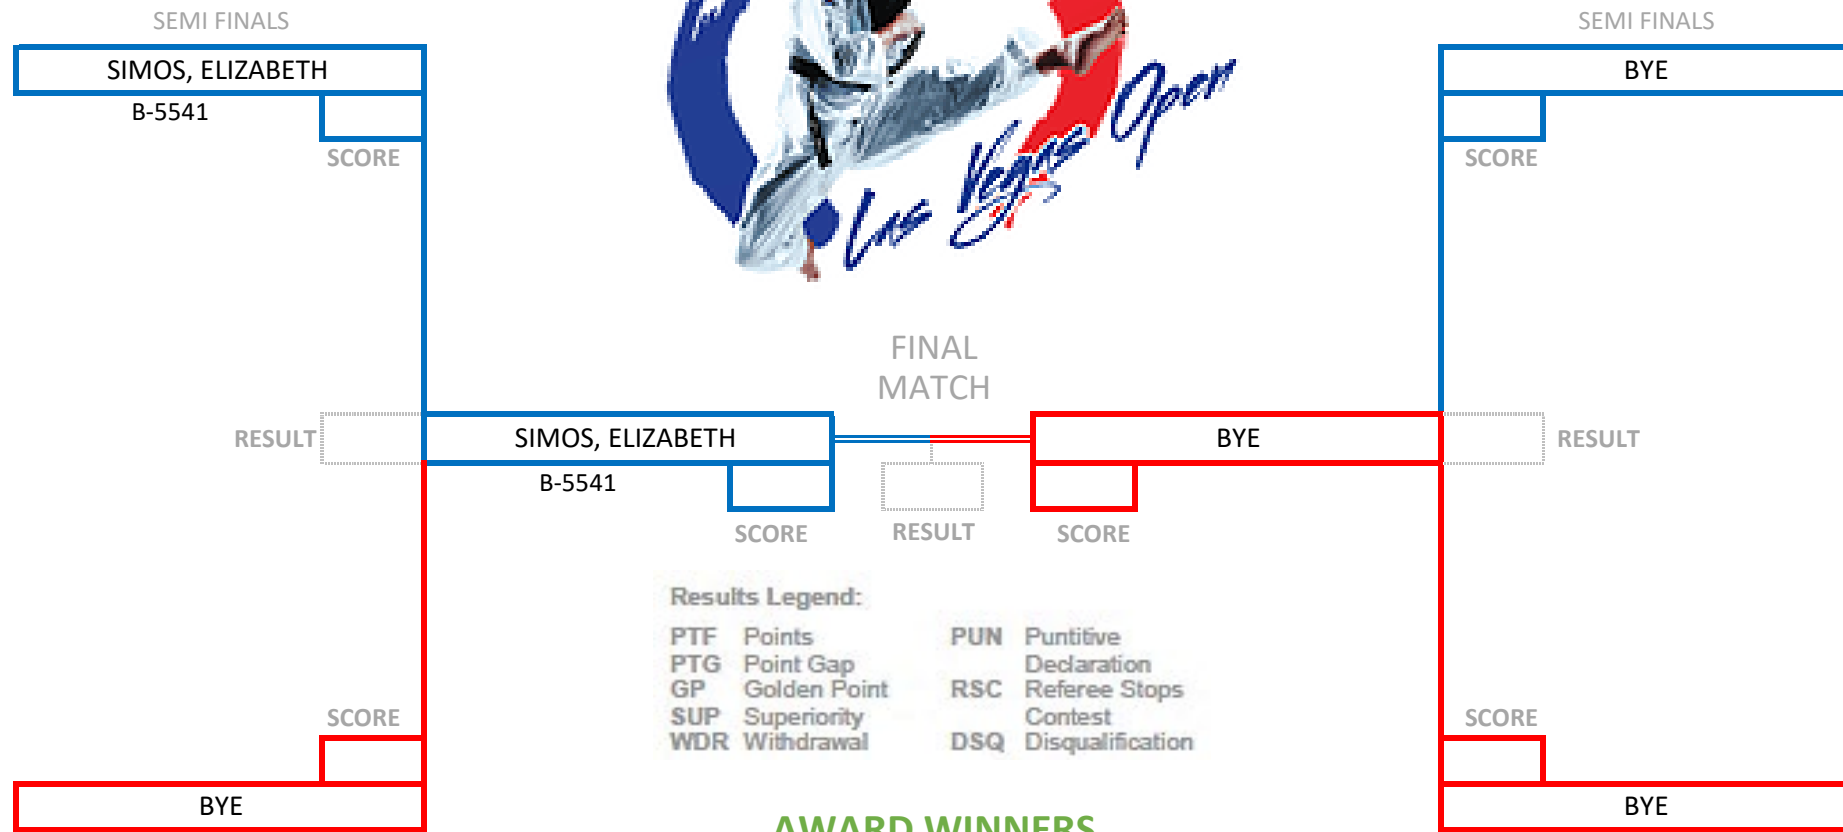 SEMI FINALS
SEMI FINALS
SIMOS, ELIZABETH
BYE
B-5541
SCORE
SCORE
Las Vegas Open
FINAL
MATCH
RESULT
SIMOS, ELIZABETH
BYE
RESULT
B-5541
SCORE
RESULT
SCORE
Results Legend:
PTF Points
PTG Point Gap
GP Golden Point
SUP Superiority
WDR Withdrawal
PUN Puntitive
Declaration
RSC Referee Stops
Contest
DSQ Disqualification
SCORE
SCORE
BYE
BYE
AWARD WINNERS